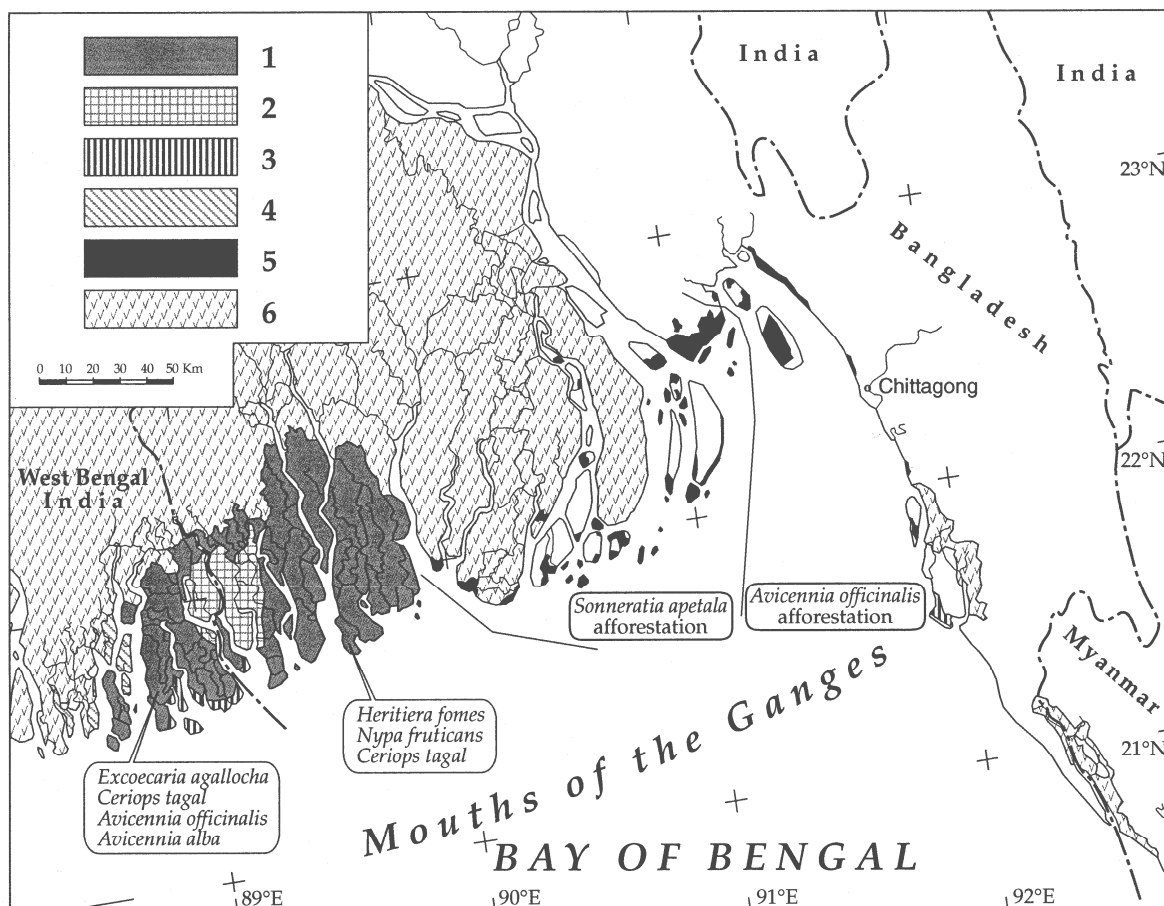 1
2
3
4
5
6
0 10 20 30 40 50 Km
India
India
23°N
Bangladesh
Chittagong
22°N
West Bengal
India
Sonneratia apetala
afforestation
Avicennia officinalis
afforestation
Myanmar
Heritiera fomes
Nypa fruticans
Ceriops tagal
21°N
Excoecaria agallocha
Ceriops tagal
Avicennia officinalis
Avicennia alba
Mouths of the Ganges
BAY OF BENGAL
89°E
90°E
91°E
92°E